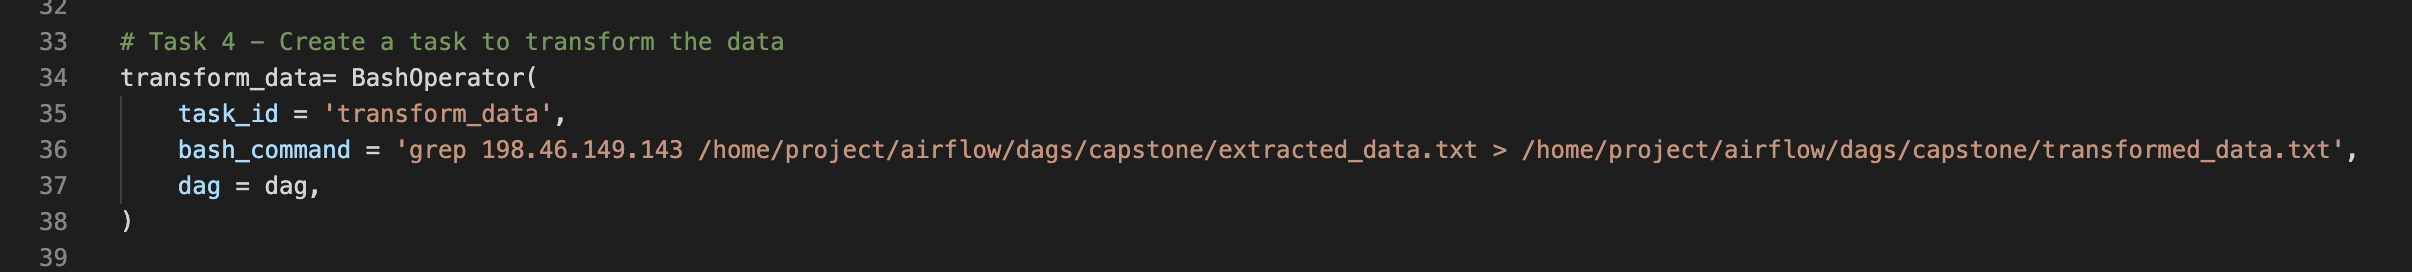 32
33 # Task 4 – Create a task to transform the data
34 transform_data= BashOperator(
35     task_id = 'transform_data',
36     bash_command = 'grep 198.46.149.143 /home/project/airflow/dags/capstone/extracted_data.txt > /home/project/airflow/dags/capstone/transformed_data.txt',
37     dag = dag,
38 )
39